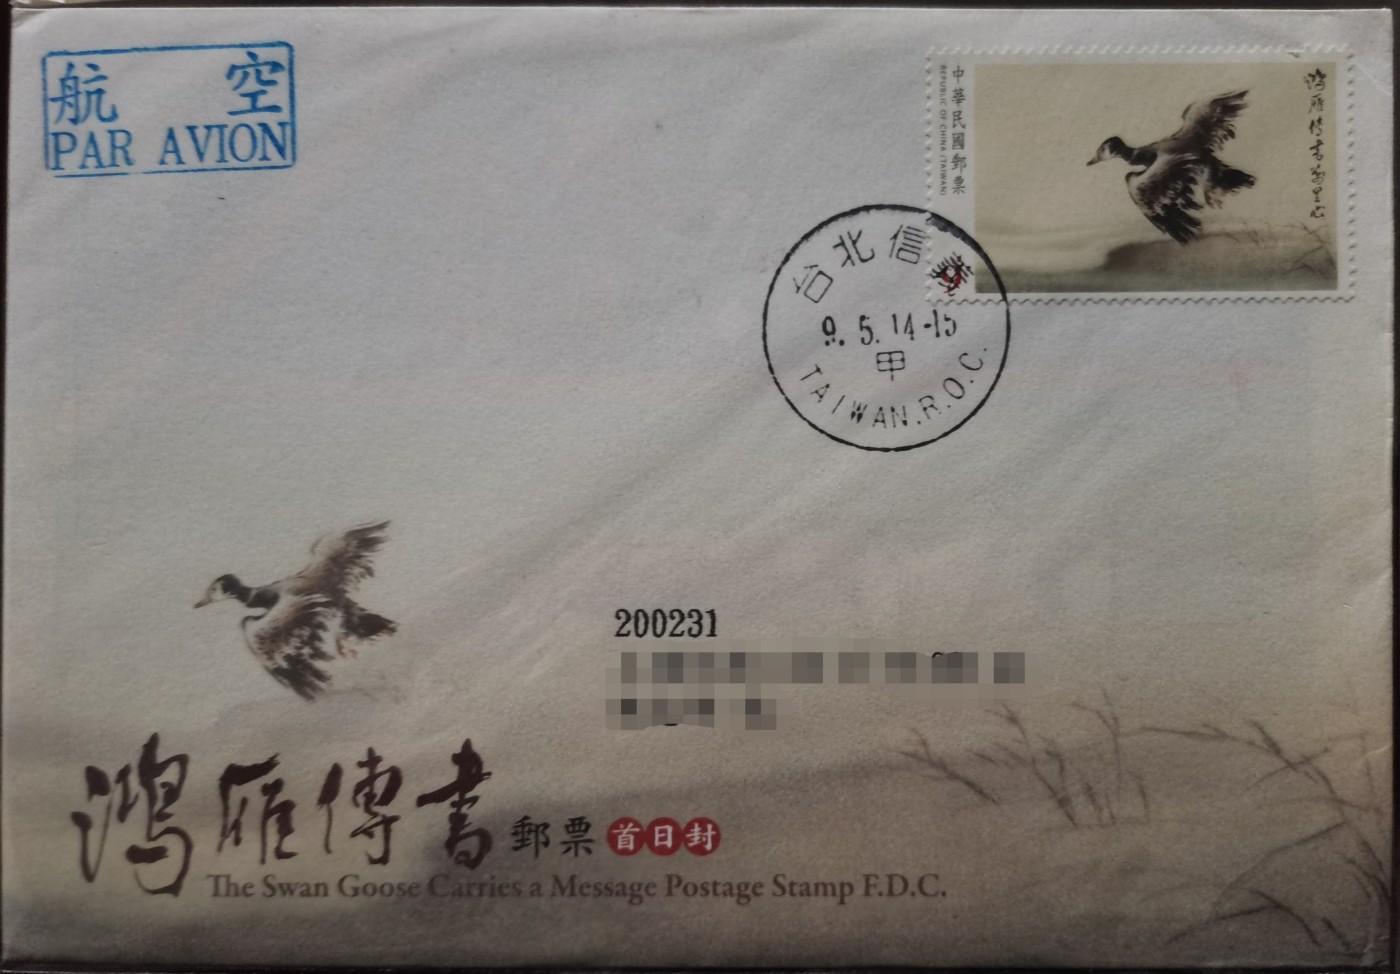 航空
PAR AVION
中華民國郵票
REPUBLIC OF CHINA (TAIWAN)
鴻雁傳書
台北信義
9.5.14-15
甲
TAIWAN.R.O.C.
200231
鴻雁傳書郵票首日封
The Swan Goose Carries a Message Postage Stamp F.D.C.